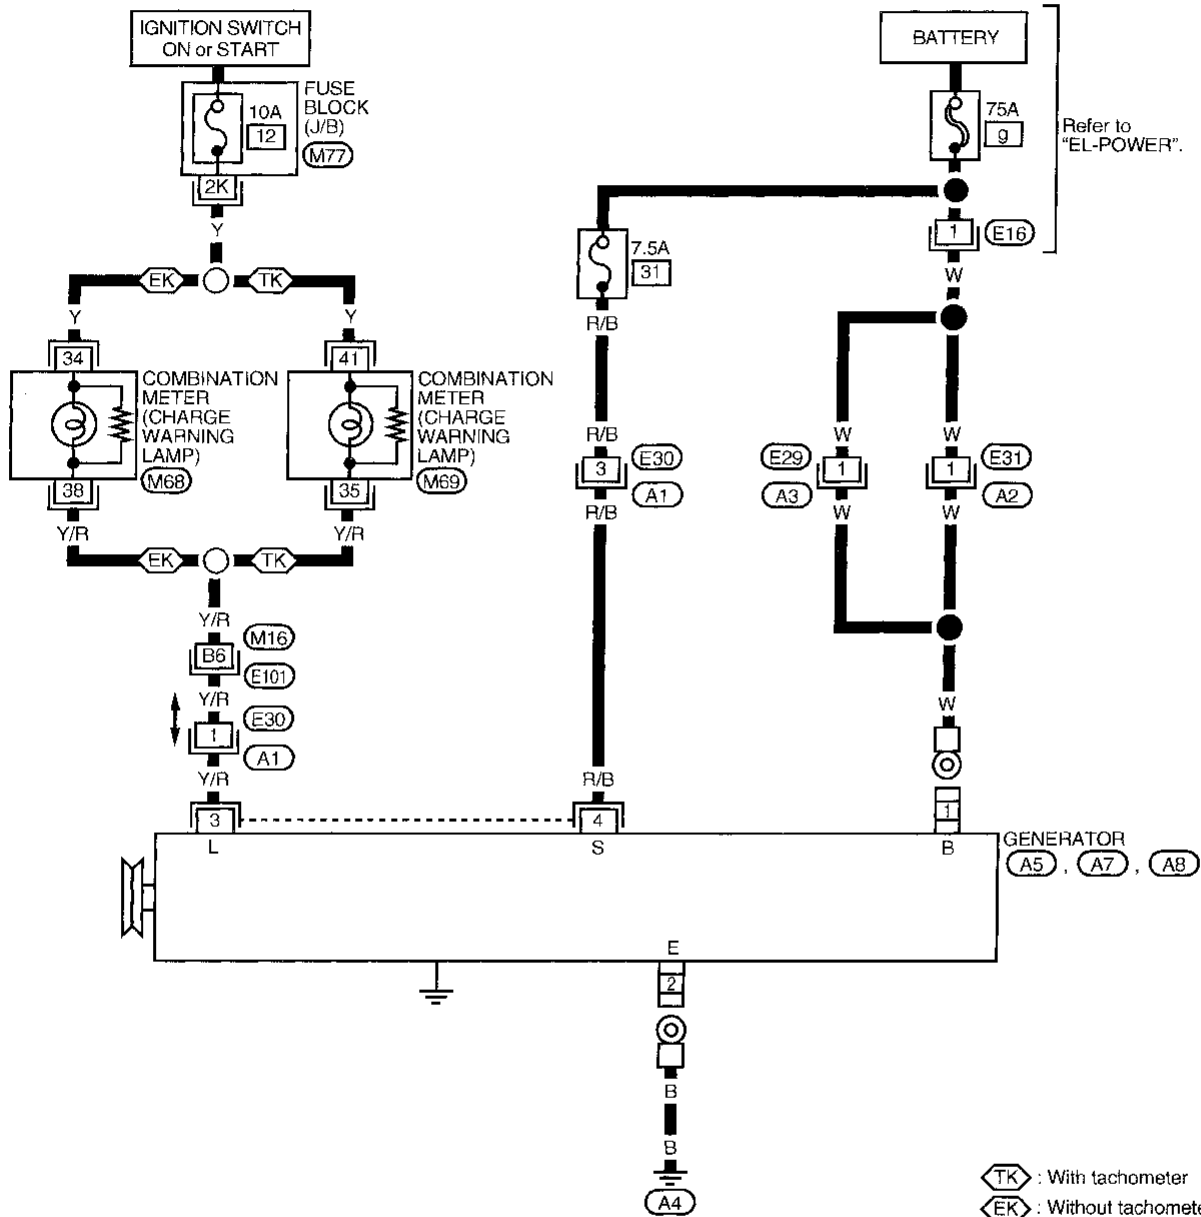 IGNITION SWITCH
ON or START
BATTERY
FUSE
BLOCK
(J/B)
10A
12
M77
2K
Y
75A
g
Refer to
"EL-POWER".
1
E16
W
7.5A
31
R/B
EK
TK
Y
Y
34
41
COMBINATION
METER
(CHARGE
WARNING
LAMP)
M68
COMBINATION
METER
(CHARGE
WARNING
LAMP)
M69
38
35
Y/R
Y/R
EK
TK
R/B
3
E30
A1
R/B
W
W
E29
1
A3
1
E31
A2
W
W
Y/R
M16
B6
E101
Y/R
E30
1
A1
Y/R
R/B
W
3
4
1
L
S
B
GENERATOR
A5 , A7 , A8
E
2
B
B
A4
TK : With tachometer
EK : Without tachomete